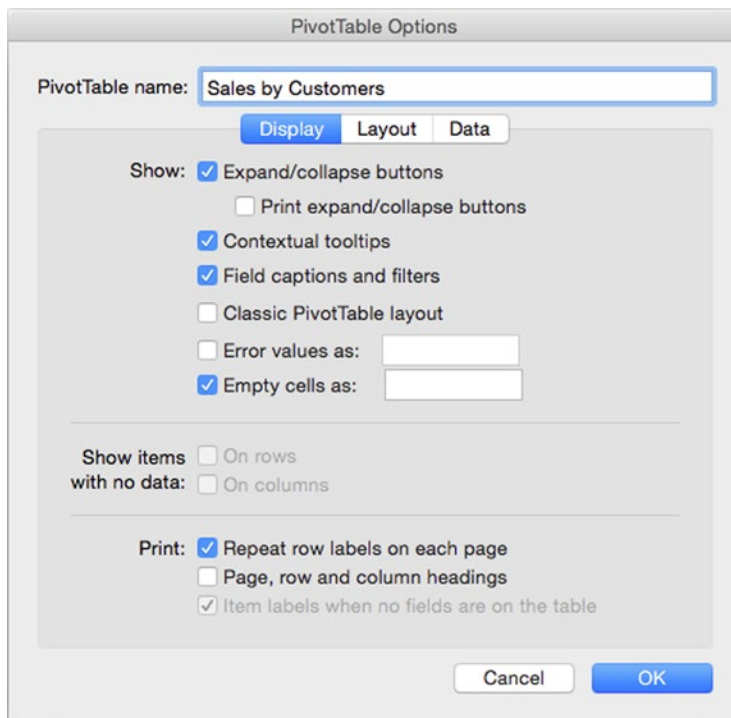 PivotTable Options
PivotTable name: Sales by Customers
Display Layout Data
Show: Expand/collapse buttons
Print expand/collapse buttons
Contextual tooltips
Field captions and filters
Classic PivotTable layout
Error values as:
Empty cells as:
Show items On rows
with no data: On columns
Print: Repeat row labels on each page
Page, row and column headings
Item labels when no fields are on the table
Cancel OK